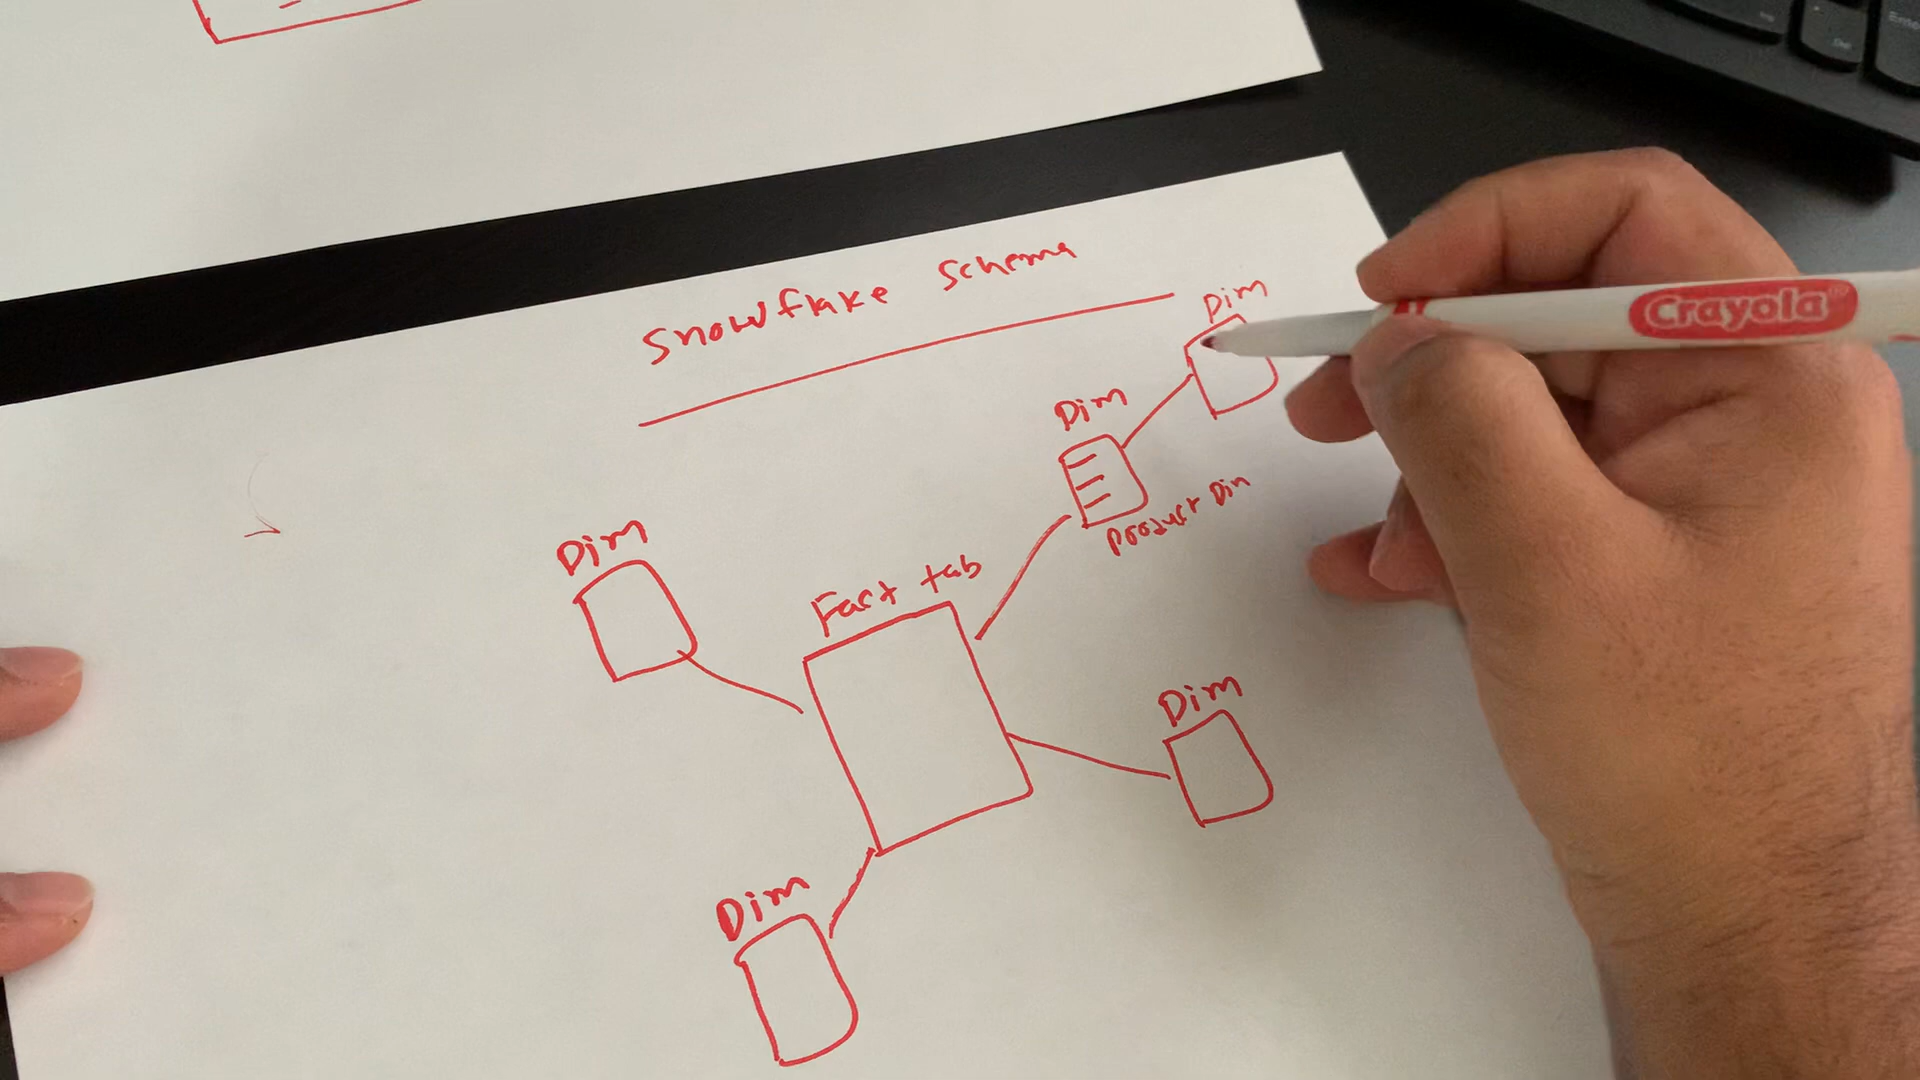 Snowflake Schema
Dim
Dim
Product Dim
Dim
Fact tab
Dim
Dim
Crayola